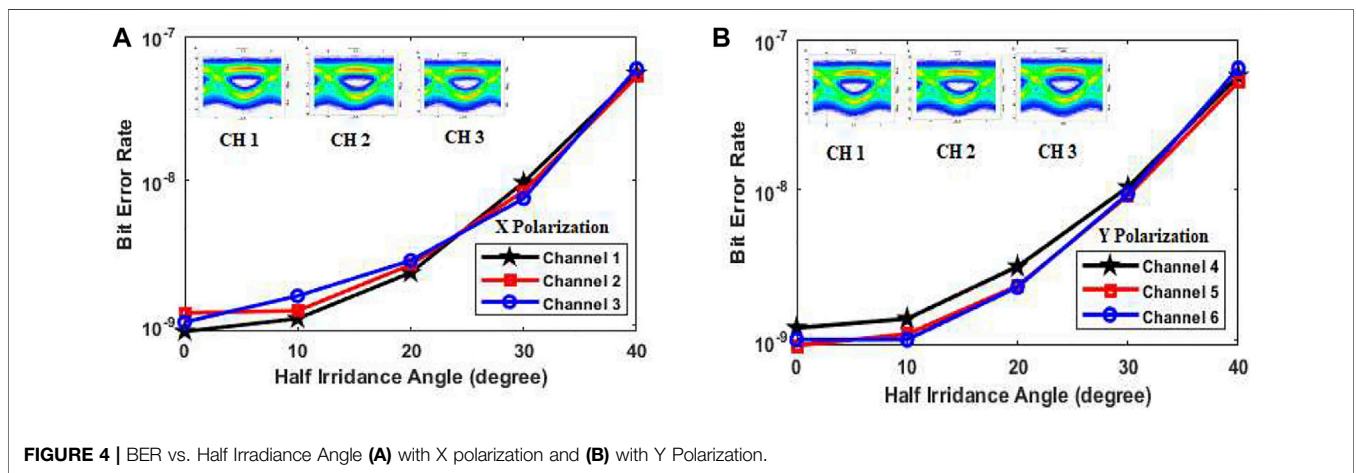 A
10^-7
10^-8
10^-9
Bit Error Rate
CH 1
CH 2
CH 3
X Polarization
Channel 1
Channel 2
Channel 3
0 10 20 30 40
Half Irridance Angle (degree)
B
10^-7
10^-8
10^-9
Bit Error Rate
CH 1
CH 2
CH 3
Y Polarization
Channel 4
Channel 5
Channel 6
0 10 20 30 40
Half Irridance Angle (degree)
FIGURE 4 | BER vs. Half Irradiance Angle (A) with X polarization and (B) with Y Polarization.